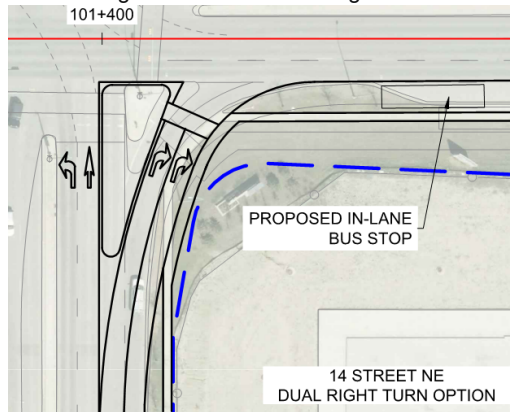 101+400
PROPOSED IN-LANE
BUS STOP
14 STREET NE
DUAL RIGHT TURN OPTION